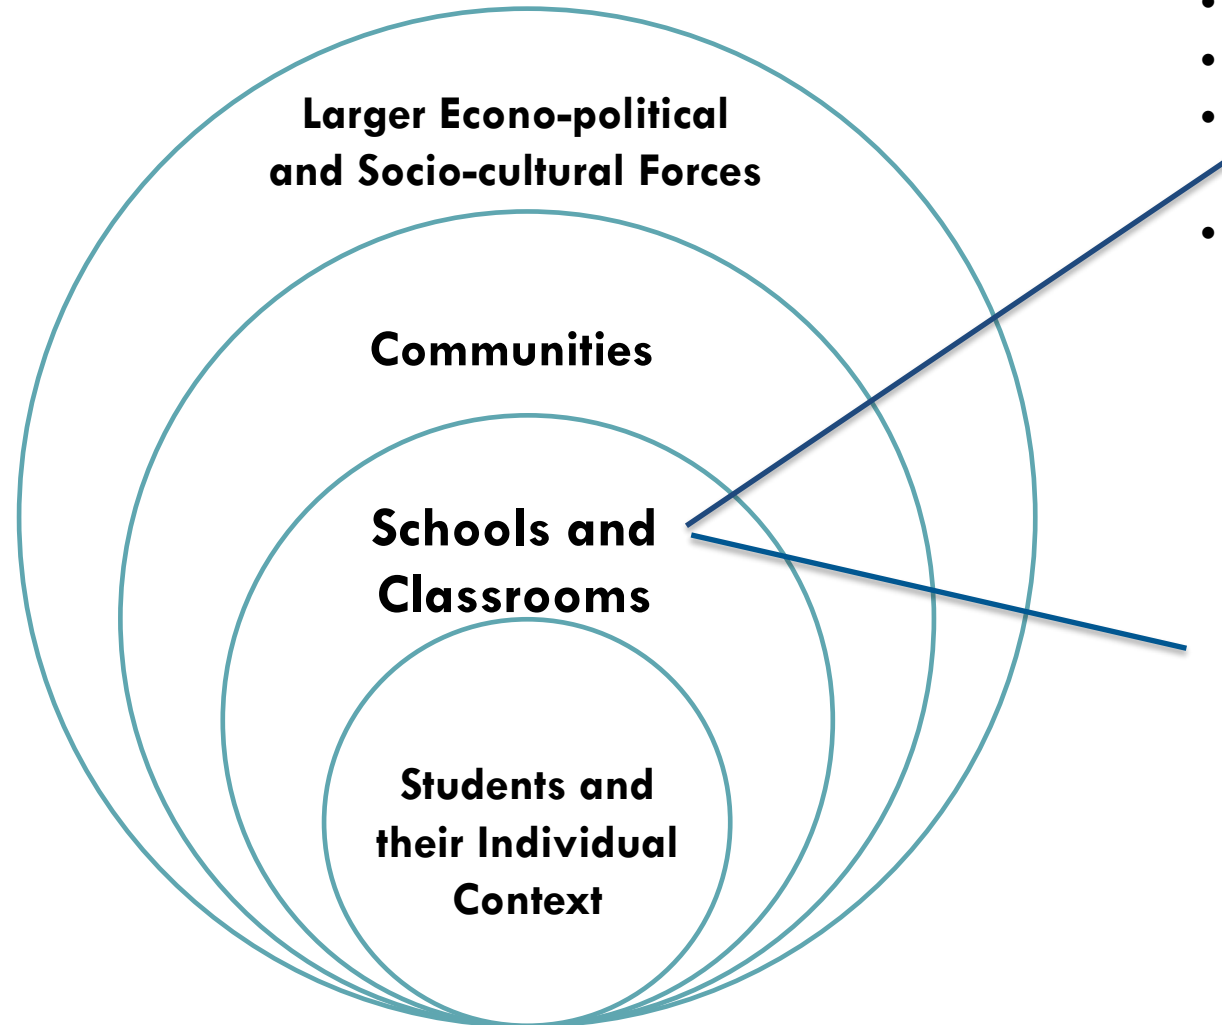 Larger Econo-political
and Socio-cultural Forces
Communities
Schools and
Classrooms
Students and
their Individual
Context